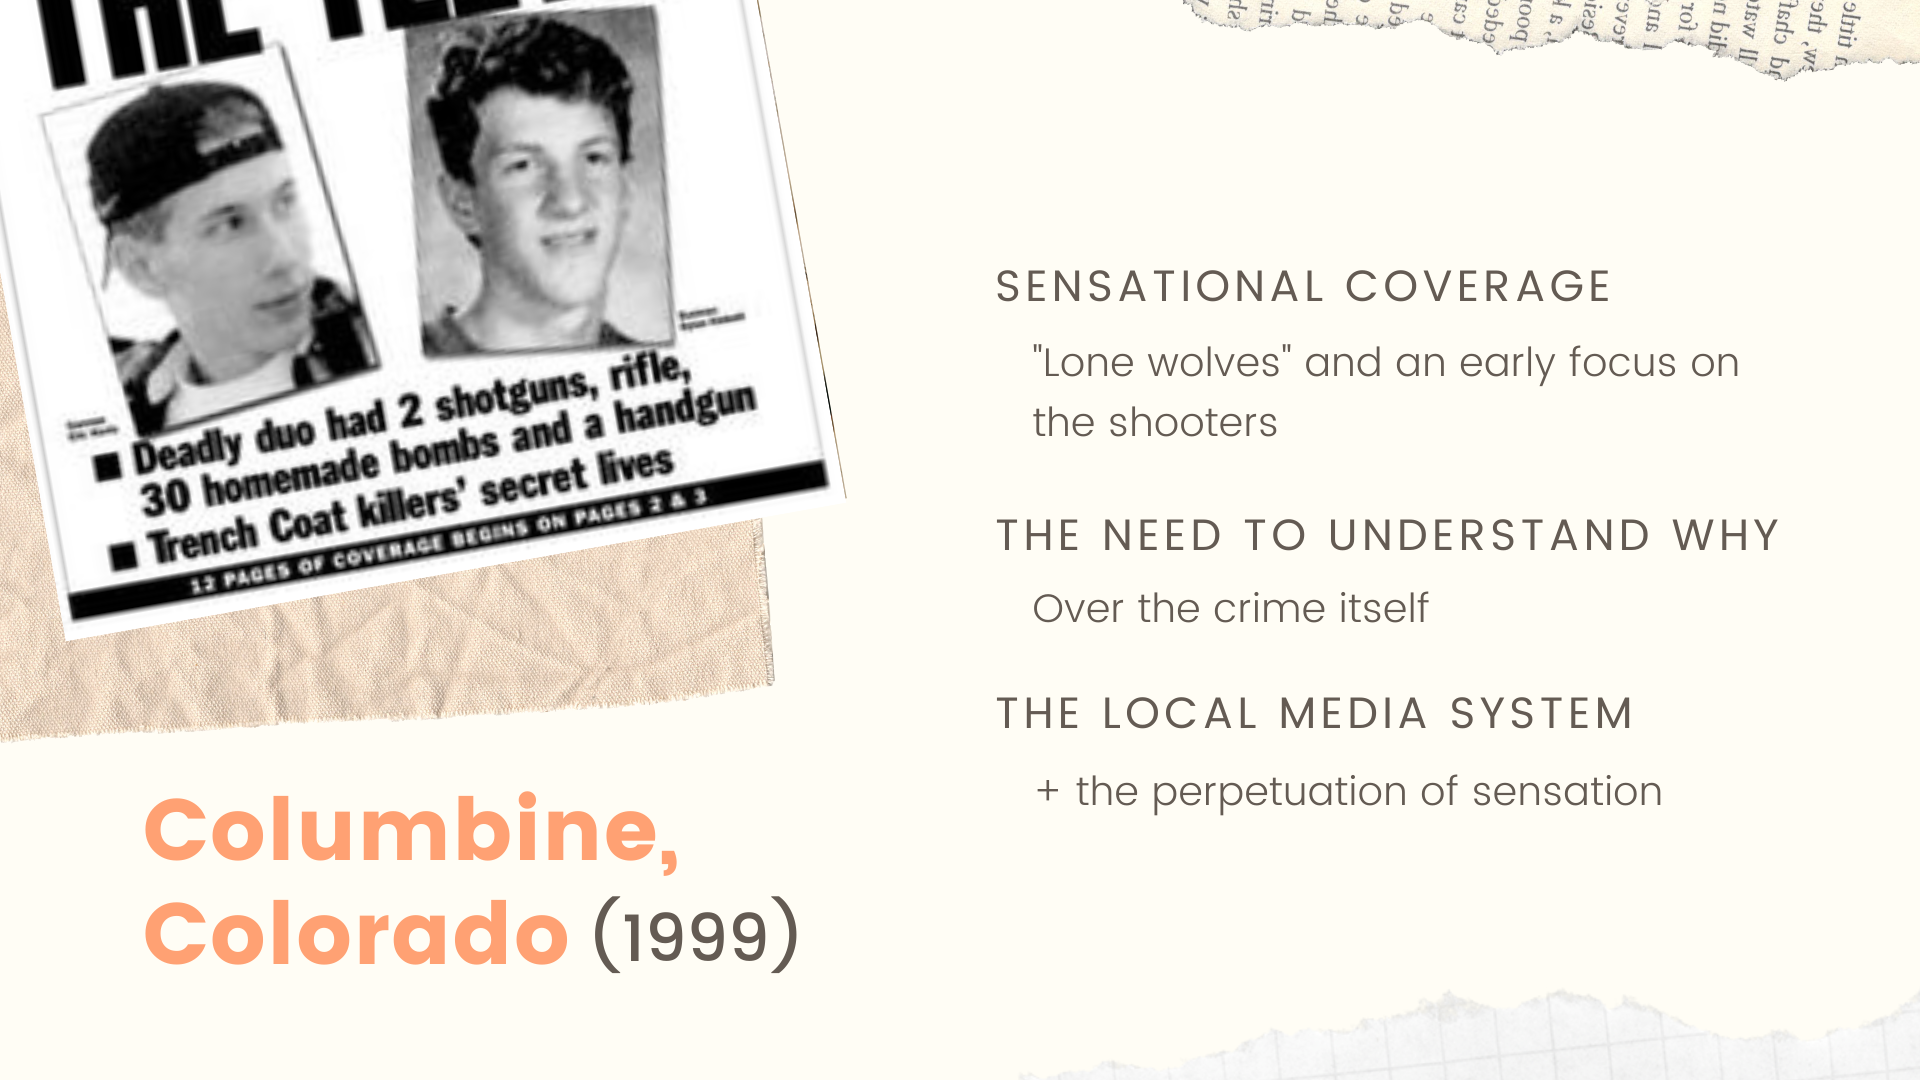 Deadly duo had 2 shotguns, rifle,
30 homemade bombs and a handgun
Trench Coat killers' secret lives
12 PAGES OF COVERAGE BEGINS ON PAGES 2 & 3
Columbine,
Colorado (1999)
SENSATIONAL COVERAGE
"Lone wolves" and an early focus on
the shooters
THE NEED TO UNDERSTAND WHY
Over the crime itself
THE LOCAL MEDIA SYSTEM
+ the perpetuation of sensation